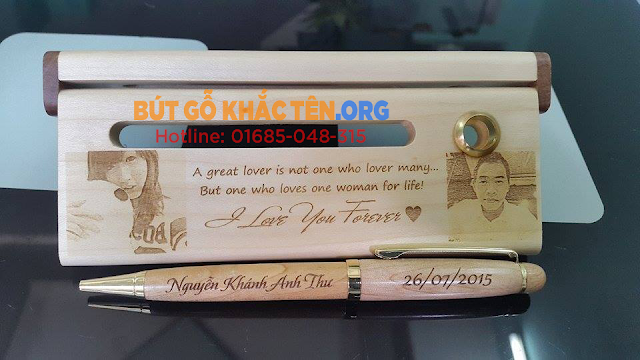 BÚT GỖ KHẮC TÊN.ORG
Hotline: 01685-048-315
A great lover is not one who lover many...
But one who loves one woman for life!
I Love You Forever
Nguyễn Khánh Anh Thư 26/07/2015